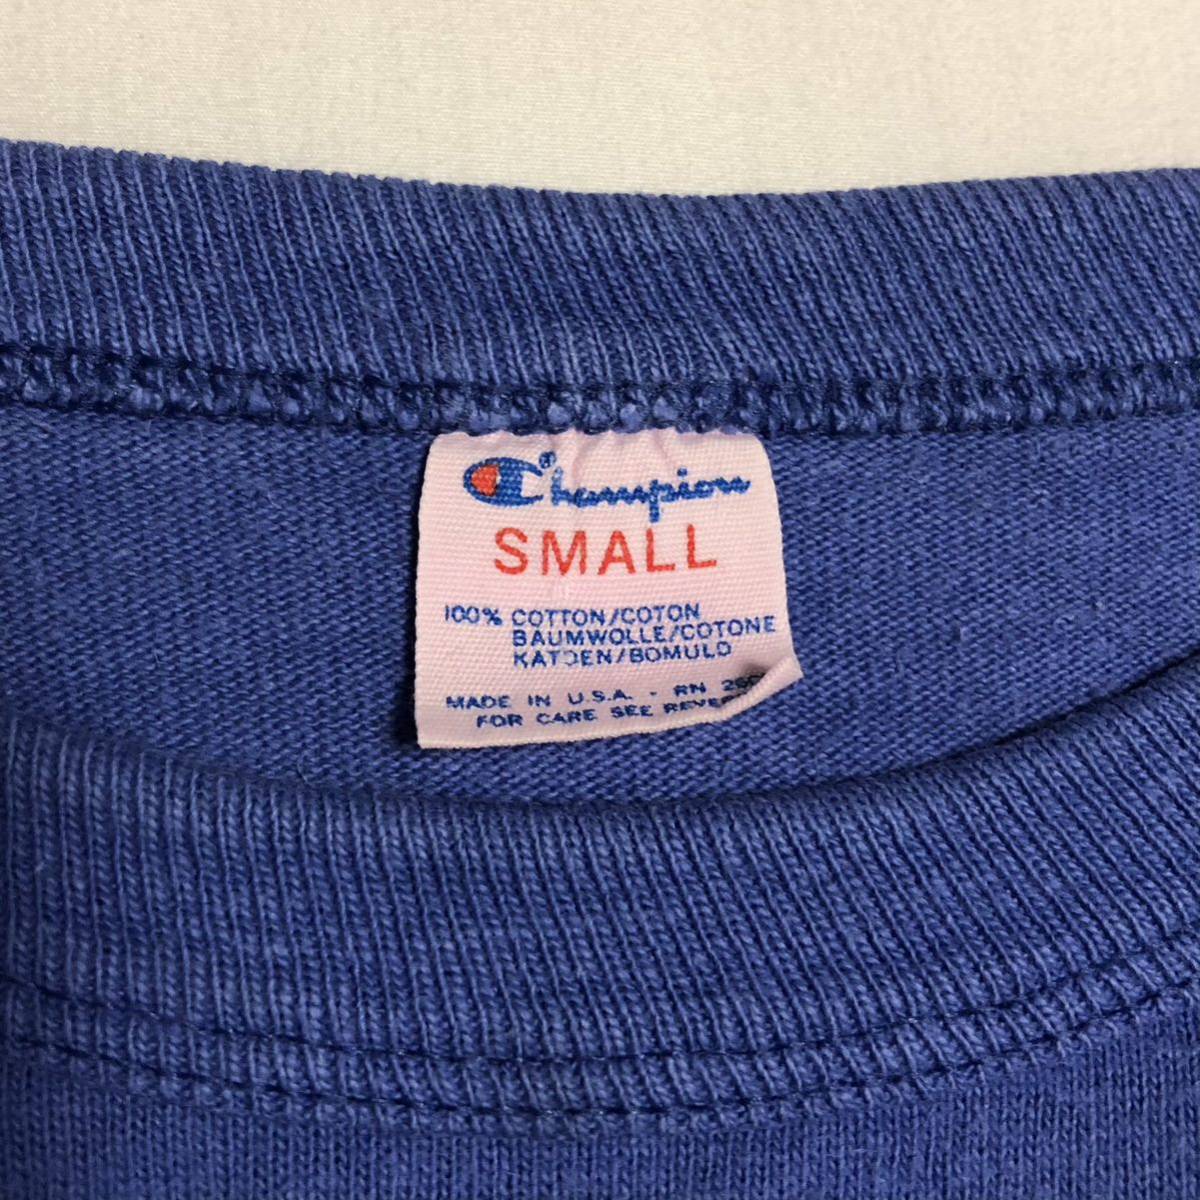 Champion
SMALL
100% COTTON/COTON
BAUMWOLLE/COTONE
KATOEN/BOMULD
MADE IN U.S.A. - RN
FOR CARE SEE